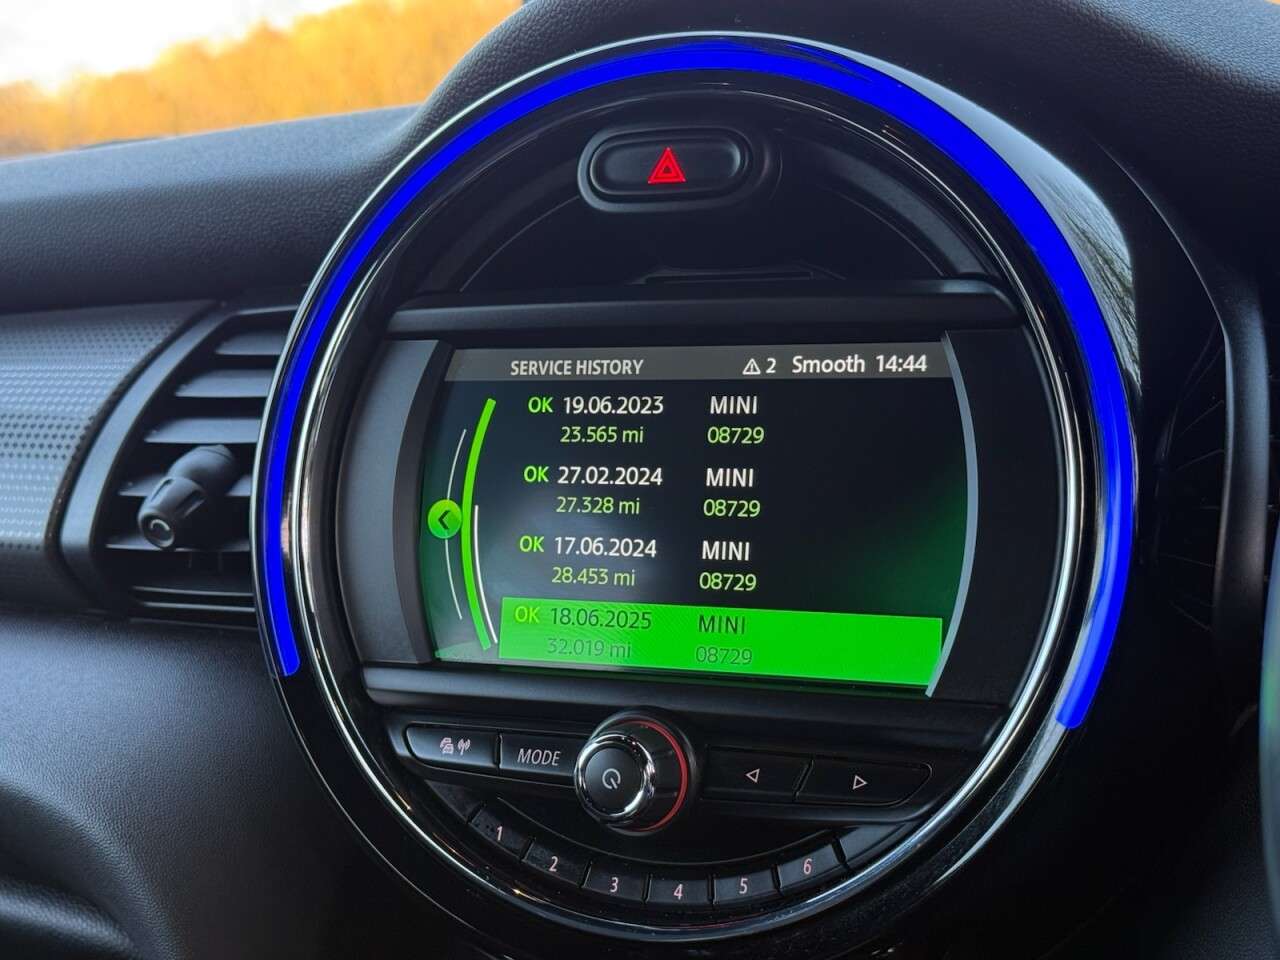 SERVICE HISTORY 2 Smooth 14:44
OK 19.06.2023 MINI
23.565 mi 08729
OK 27.02.2024 MINI
27.328 mi 08729
OK 17.06.2024 MINI
28.453 mi 08729
OK 18.06.2025 MINI
32.019 mi 08729
MODE
1 2 3 4 5 6